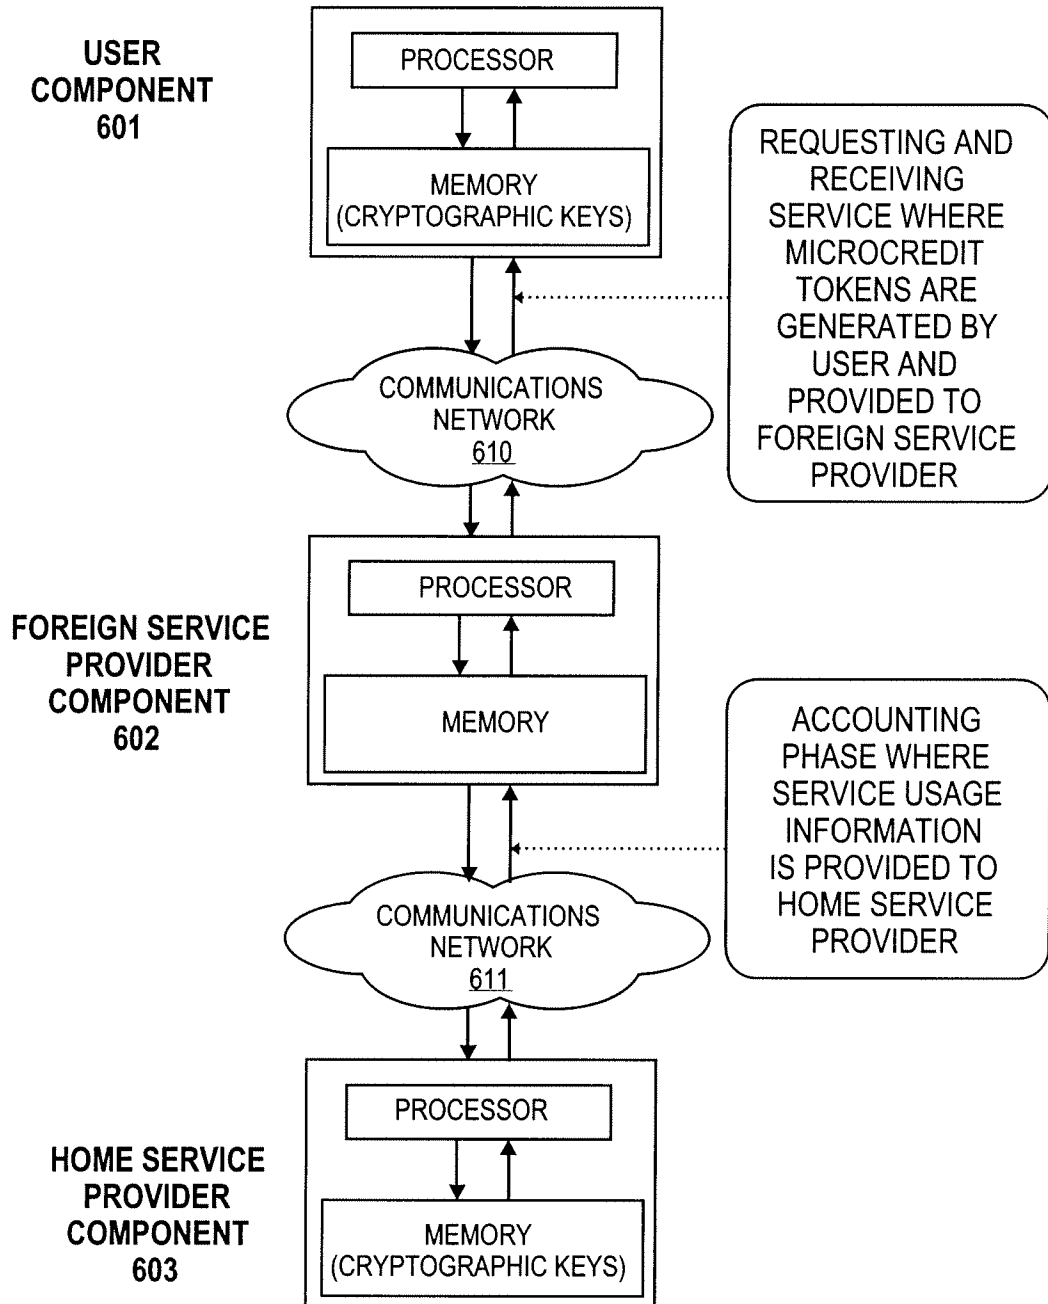 USER
COMPONENT
601
PROCESSOR
MEMORY
(CRYPTOGRAPHIC KEYS)
REQUESTING AND
RECEIVING
SERVICE WHERE
MICROCREDIT
TOKENS ARE
GENERATED BY
USER AND
PROVIDED TO
FOREIGN SERVICE
PROVIDER
COMMUNICATIONS
NETWORK
610
FOREIGN SERVICE
PROVIDER
COMPONENT
602
PROCESSOR
MEMORY
ACCOUNTING
PHASE WHERE
SERVICE USAGE
INFORMATION
IS PROVIDED TO
HOME SERVICE
PROVIDER
COMMUNICATIONS
NETWORK
611
HOME SERVICE
PROVIDER
COMPONENT
603
PROCESSOR
MEMORY
(CRYPTOGRAPHIC KEYS)